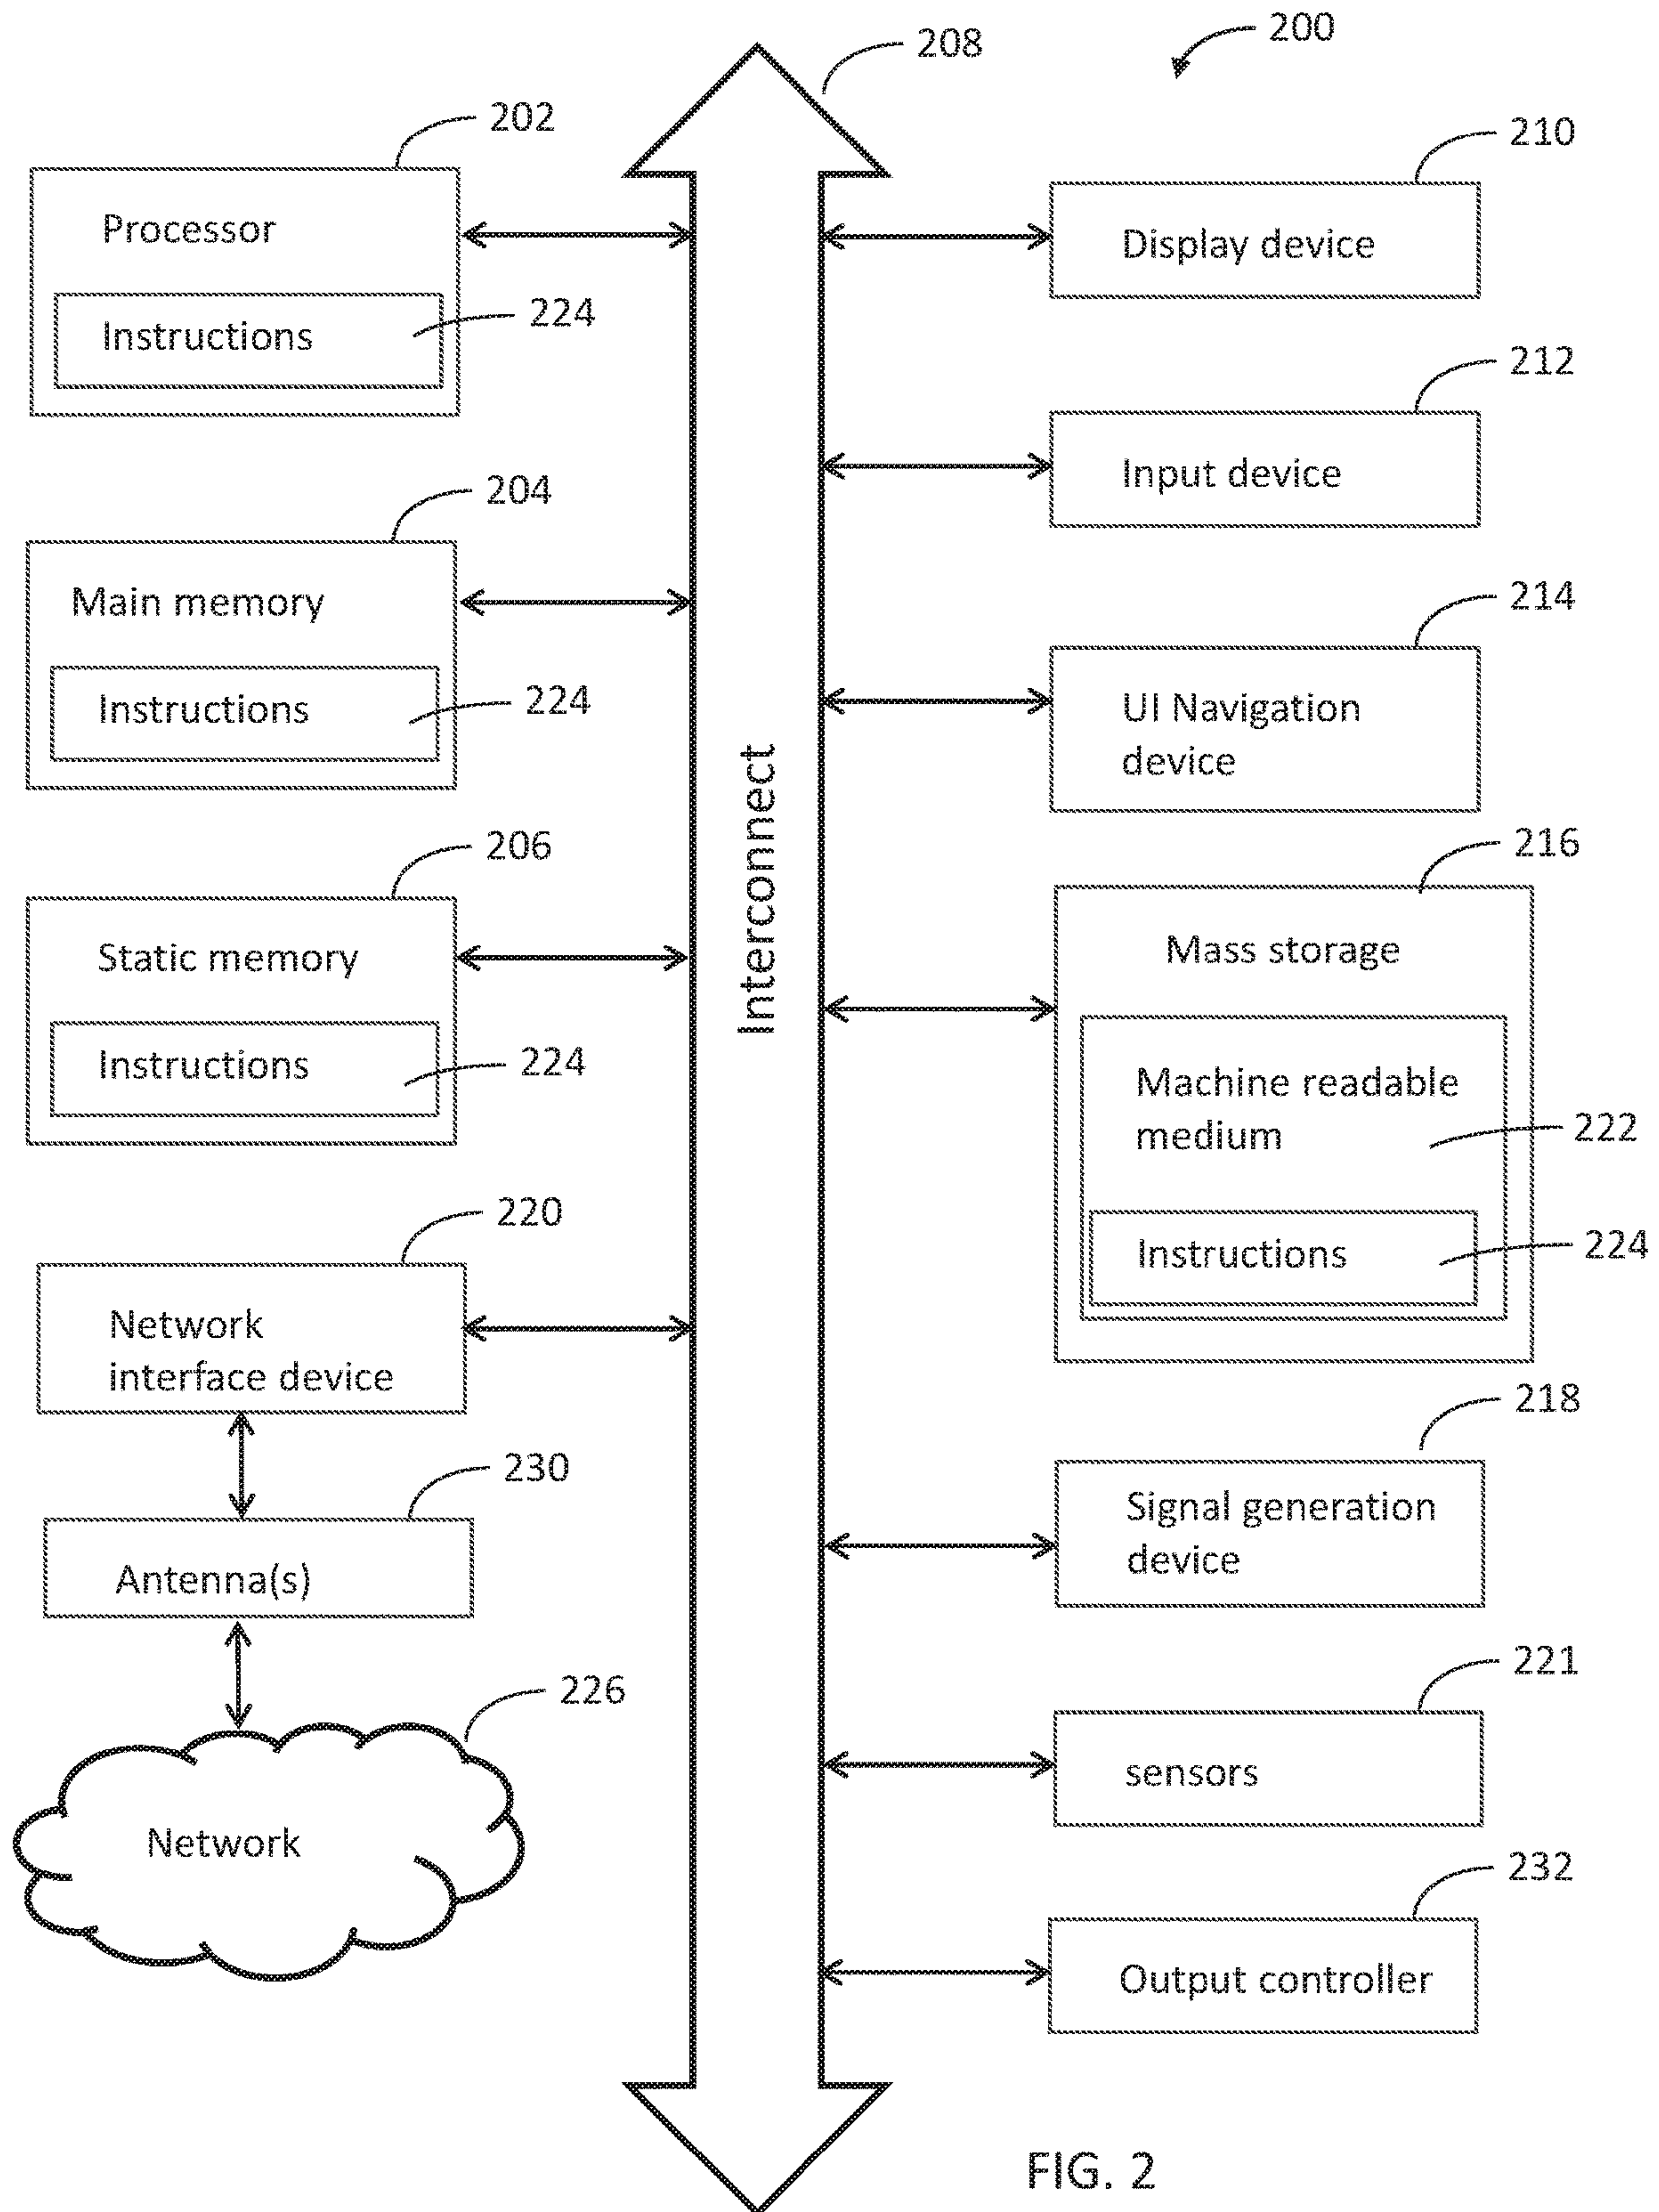 200
208
202
Processor
Instructions
224
204
Main memory
Instructions
224
206
Static memory
Instructions
224
220
Network
interface device
230
Antenna(s)
226
Network
Interconnect
210
Display device
212
Input device
214
UI Navigation
device
216
Mass storage
Machine readable
medium
222
Instructions
224
218
Signal generation
device
221
sensors
232
Output controller
FIG. 2